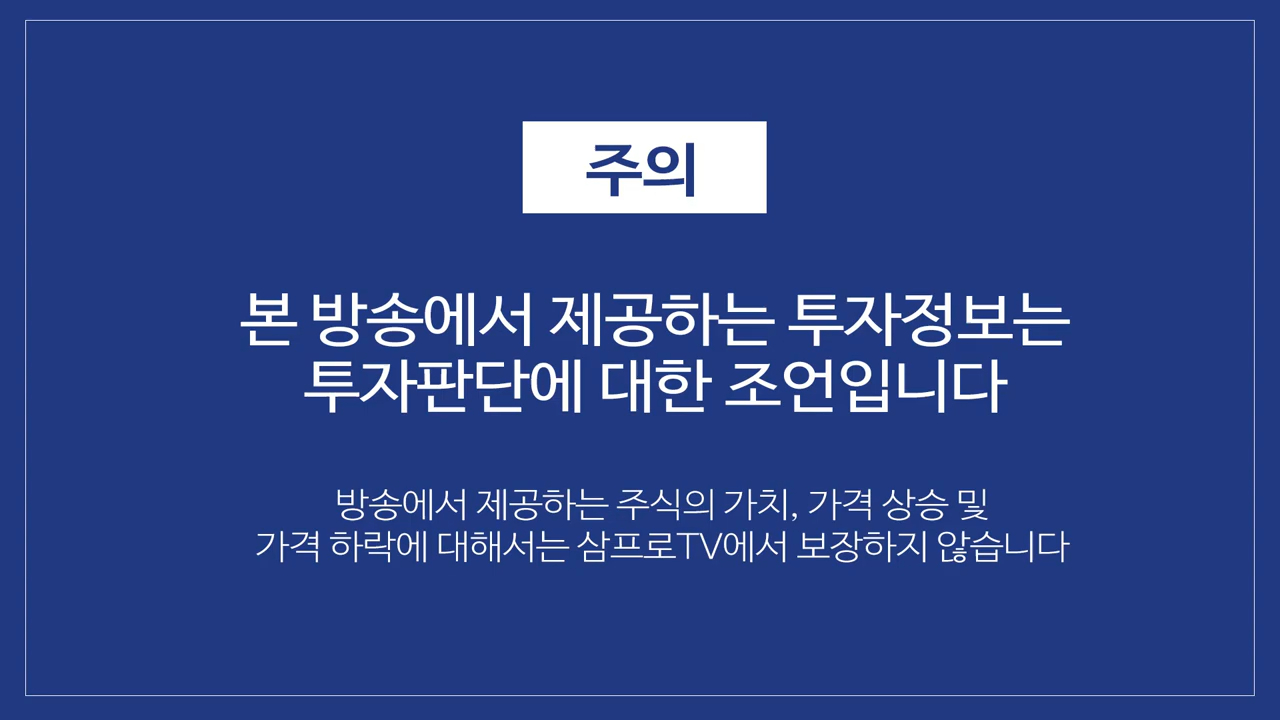 주의
본 방송에서 제공하는 투자정보는
투자판단에 대한 조언입니다
방송에서 제공하는 주식의 가치, 가격 상승 및
가격 하락에 대해서는 삼프로TV에서 보장하지 않습니다